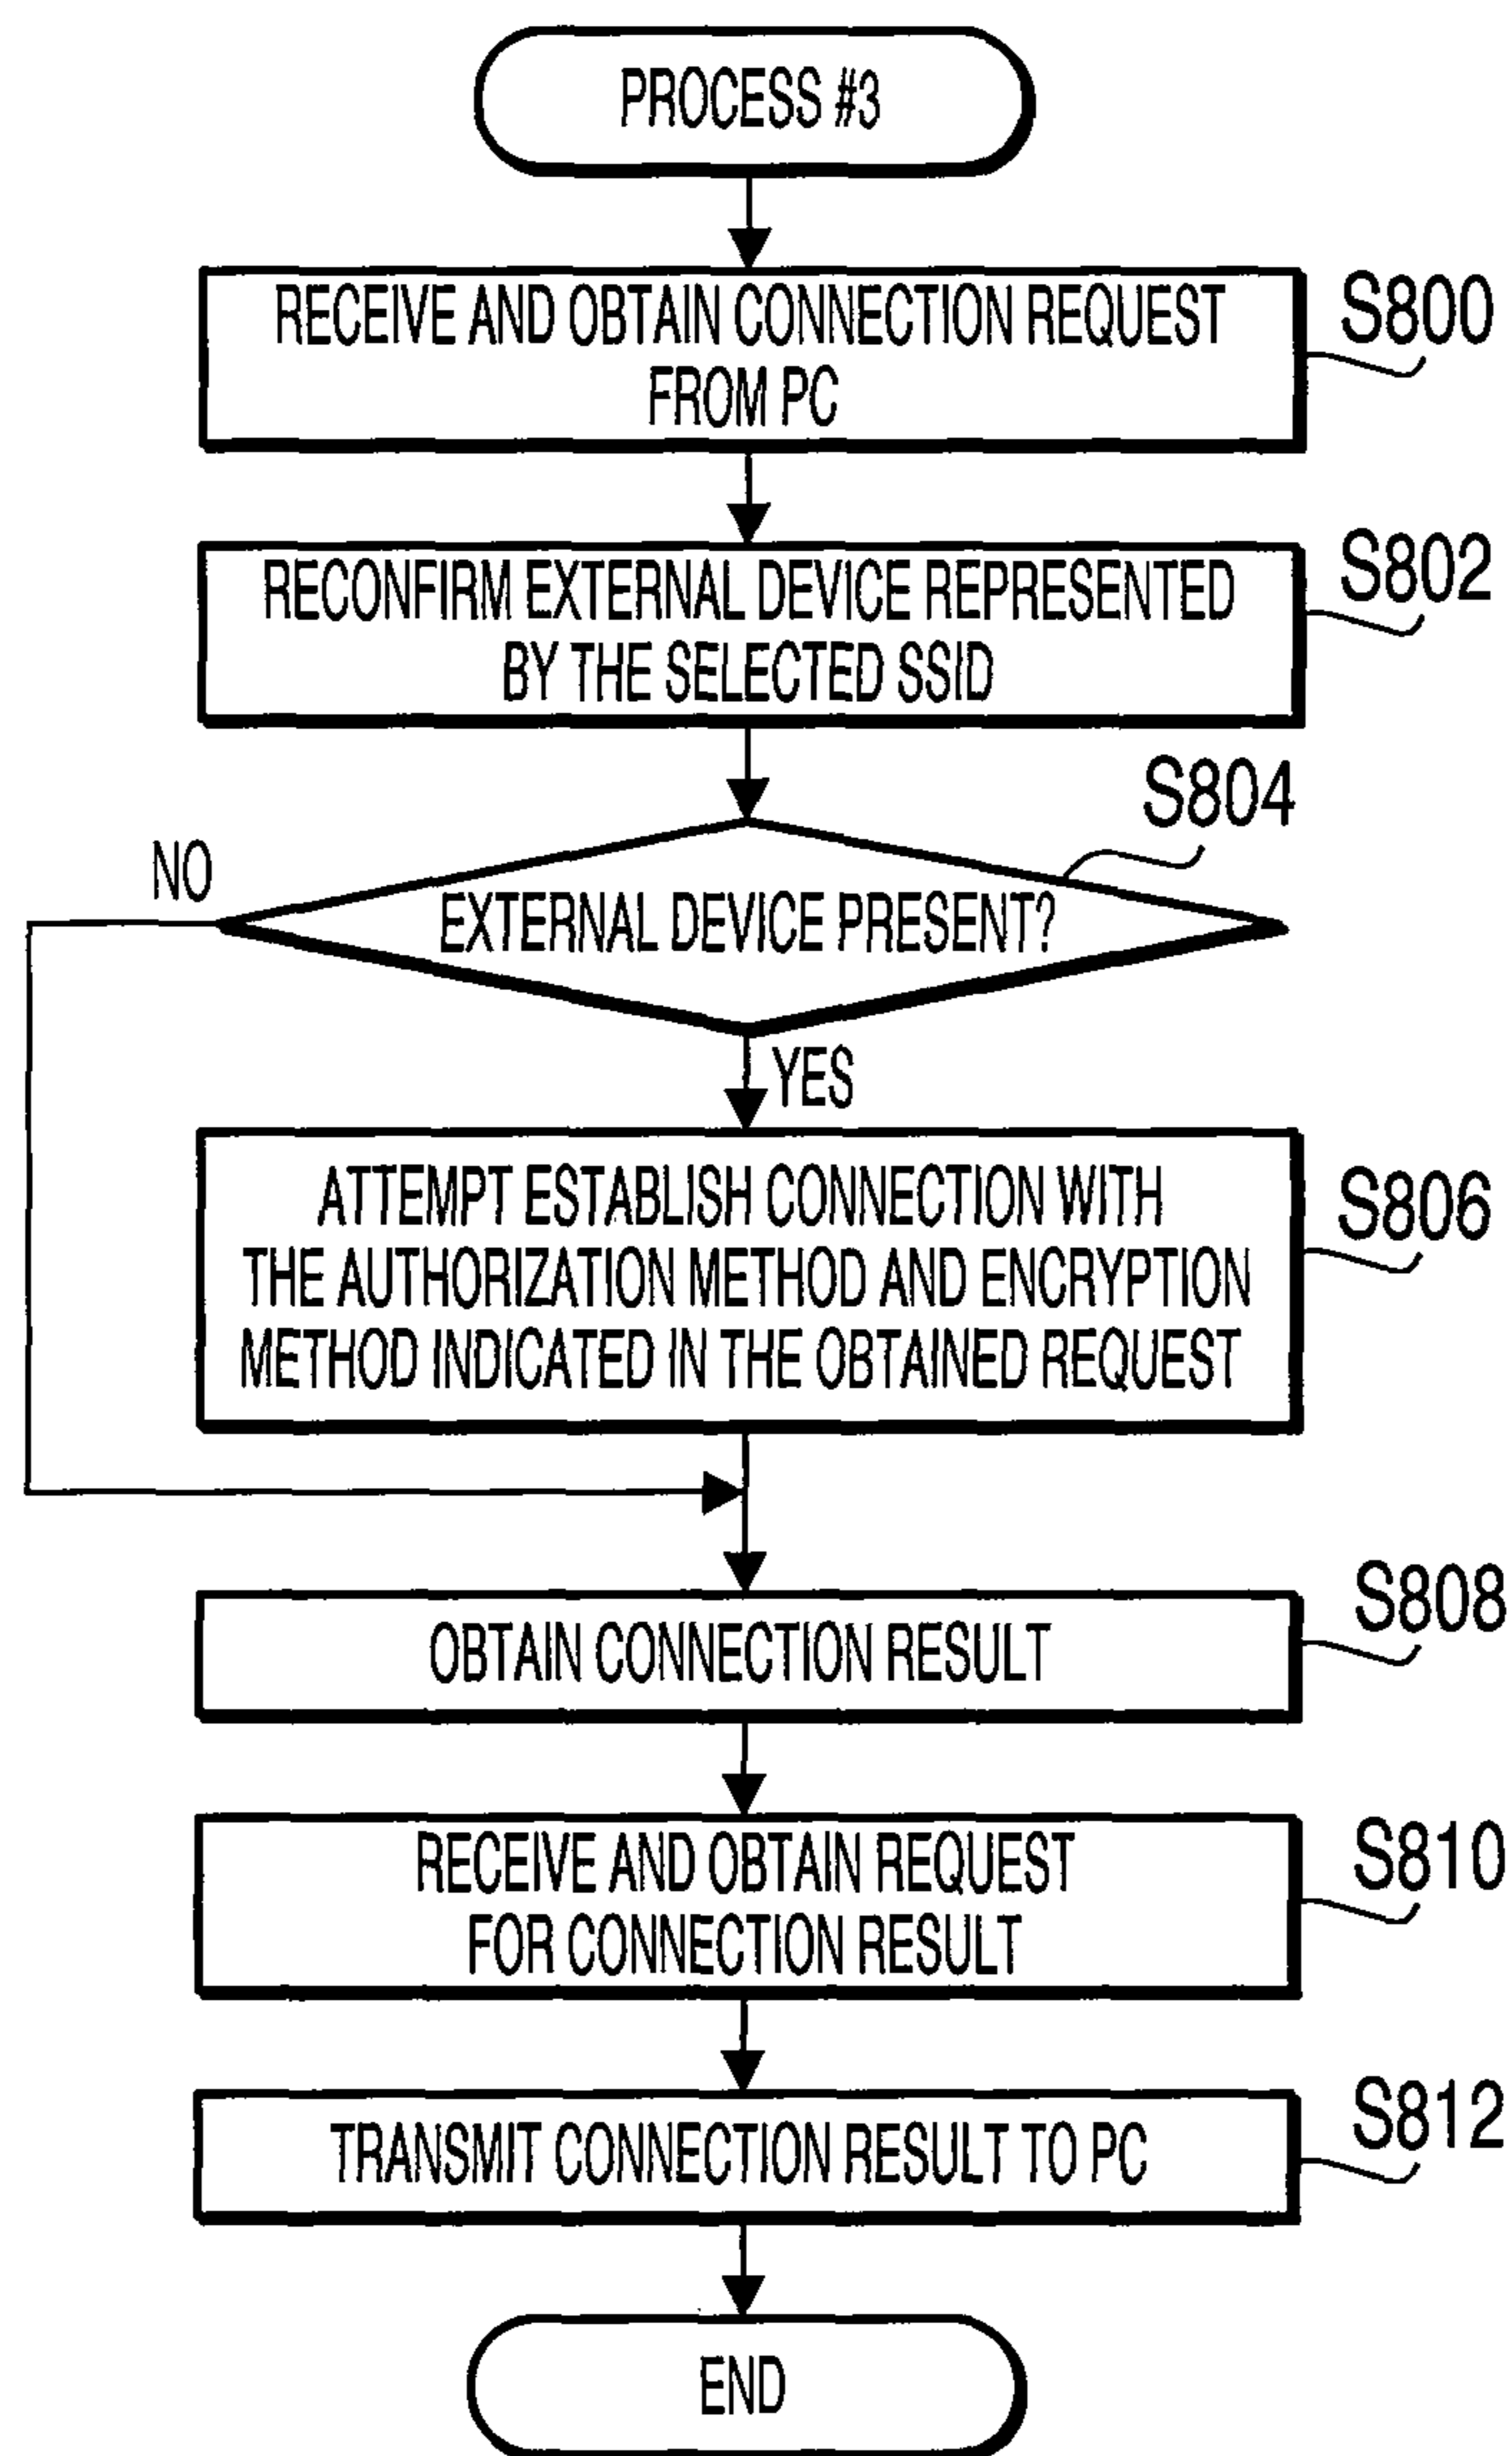 PROCESS #3
RECEIVE AND OBTAIN CONNECTION REQUEST
FROM PC
S800
RECONFIRM EXTERNAL DEVICE REPRESENTED
BY THE SELECTED SSID
S802
S804
NO
EXTERNAL DEVICE PRESENT?
YES
ATTEMPT ESTABLISH CONNECTION WITH
THE AUTHORIZATION METHOD AND ENCRYPTION
METHOD INDICATED IN THE OBTAINED REQUEST
S806
OBTAIN CONNECTION RESULT
S808
RECEIVE AND OBTAIN REQUEST
FOR CONNECTION RESULT
S810
TRANSMIT CONNECTION RESULT TO PC
S812
END